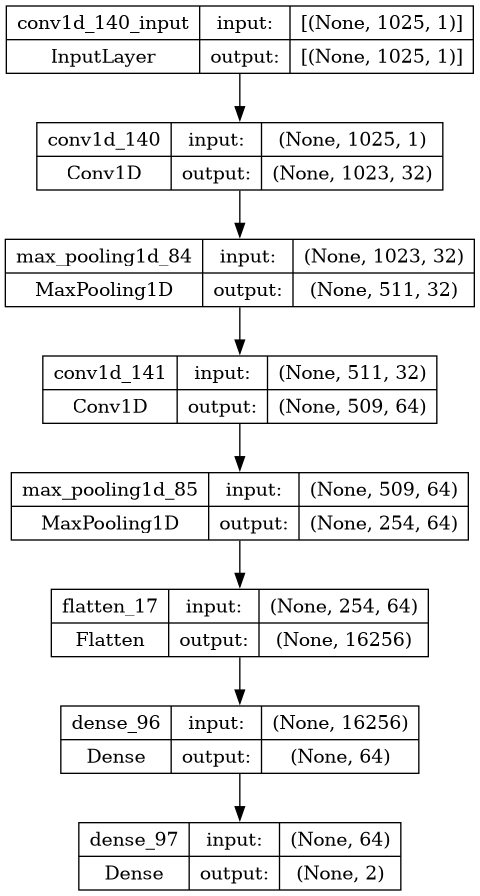 conv1d_140_input input: [(None, 1025, 1)]
InputLayer output: [(None, 1025, 1)]
conv1d_140 input: (None, 1025, 1)
Conv1D output: (None, 1023, 32)
max_pooling1d_84 input: (None, 1023, 32)
MaxPooling1D output: (None, 511, 32)
conv1d_141 input: (None, 511, 32)
Conv1D output: (None, 509, 64)
max_pooling1d_85 input: (None, 509, 64)
MaxPooling1D output: (None, 254, 64)
flatten_17 input: (None, 254, 64)
Flatten output: (None, 16256)
dense_96 input: (None, 16256)
Dense output: (None, 64)
dense_97 input: (None, 64)
Dense output: (None, 2)